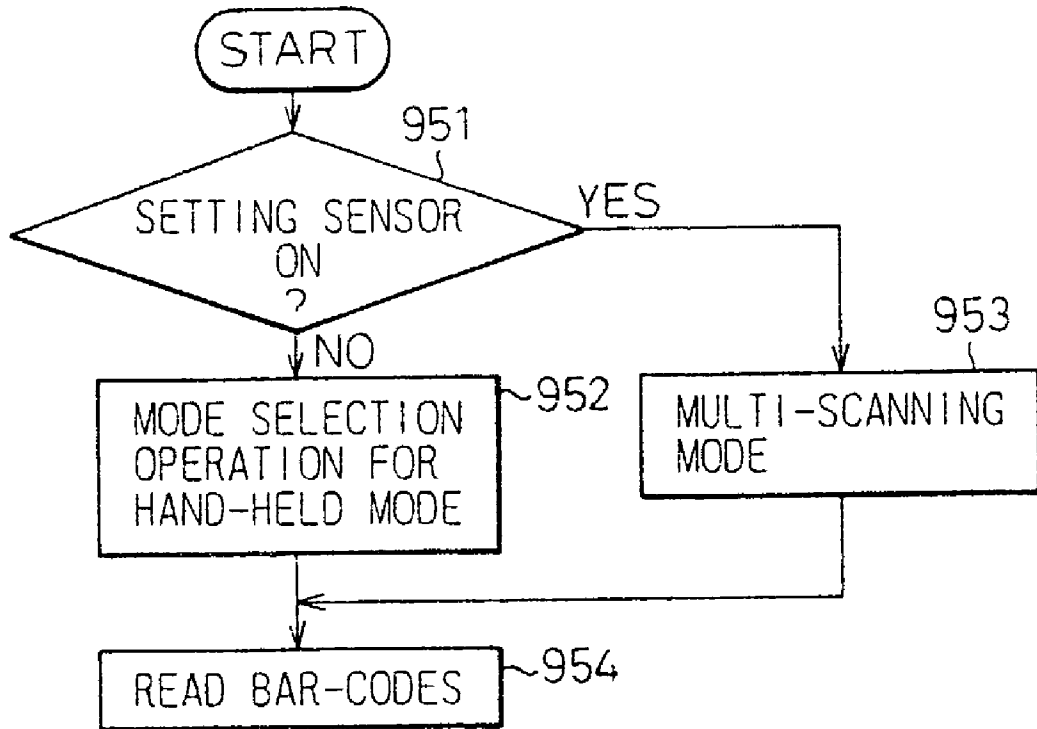 START
951
SETTING SENSOR
ON
?
YES
NO
953
952
MODE SELECTION
OPERATION FOR
HAND-HELD MODE
MULTI-SCANNING
MODE
954
READ BAR-CODES